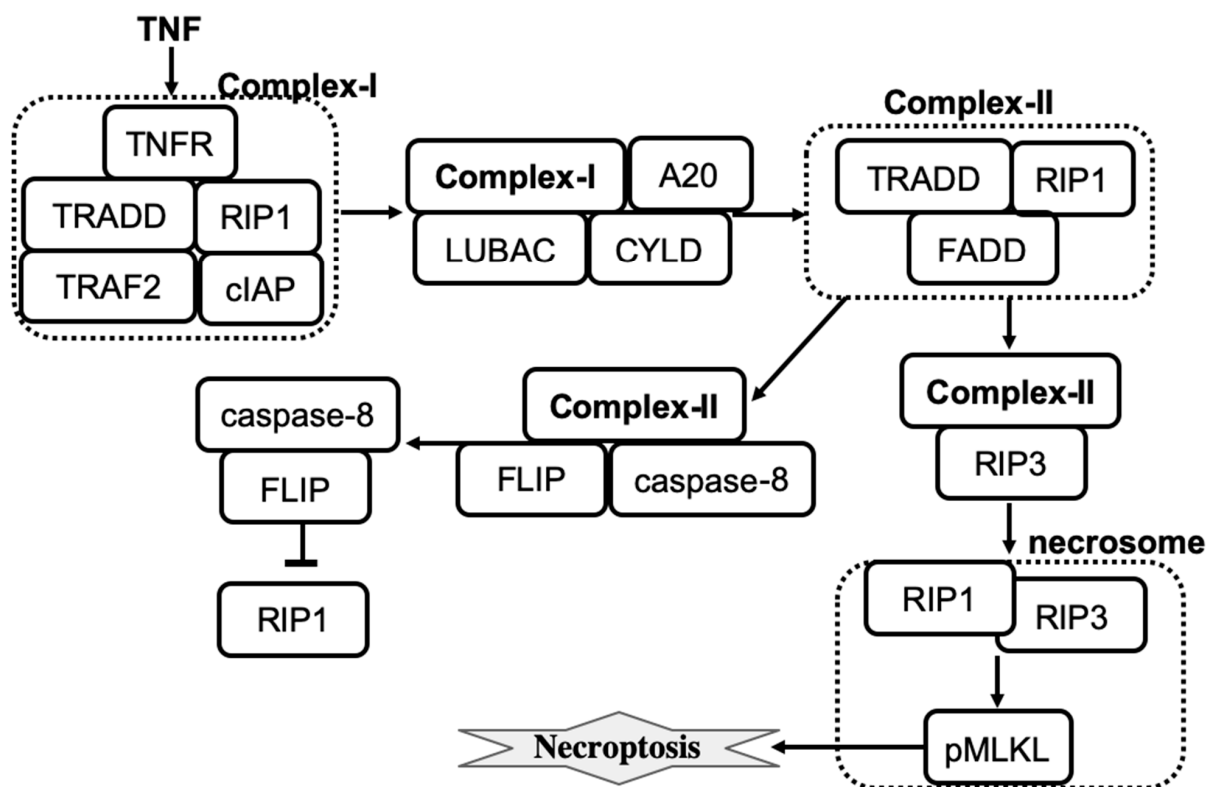 TNF
Complex-I
TNFR
TRADD
RIP1
TRAF2
cIAP
Complex-I
A20
LUBAC
CYLD
Complex-II
TRADD
RIP1
FADD
Complex-II
FLIP
caspase-8
caspase-8
FLIP
RIP1
Complex-II
RIP3
necrosome
RIP1
RIP3
pMLKL
Necroptosis